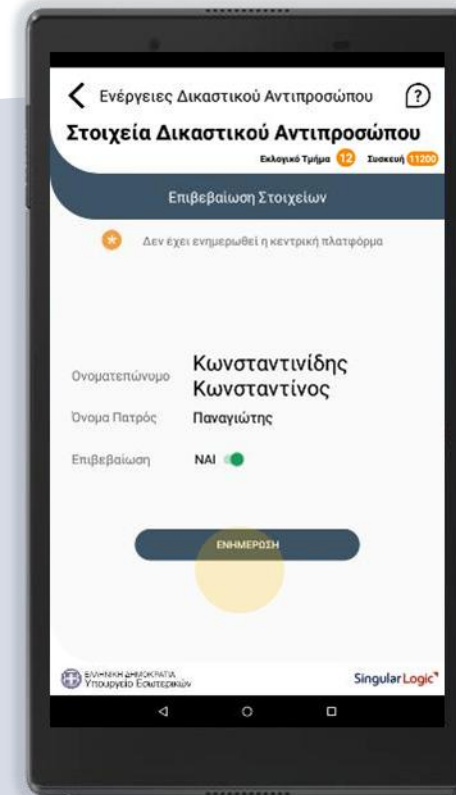 Ενέργειες Δικαστικού Αντιπροσώπου ?
Στοιχεία Δικαστικού Αντιπροσώπου
Εκλογικό Τμήμα 12 Συσκευή 11200
Επιβεβαίωση Στοιχείων
Δεν έχει ενημερωθεί η κεντρική πλατφόρμα
Ονοματεπώνυμο Κωνσταντινίδης
Κωνσταντίνος
Όνομα Πατρός Παναγιώτης
Επιβεβαίωση ΝΑΙ
ΕΝΗΜΕΡΩΣΗ
ΕΛΛΗΝΙΚΗ ΔΗΜΟΚΡΑΤΙΑ
Υπουργείο Εσωτερικών
SingularLogic